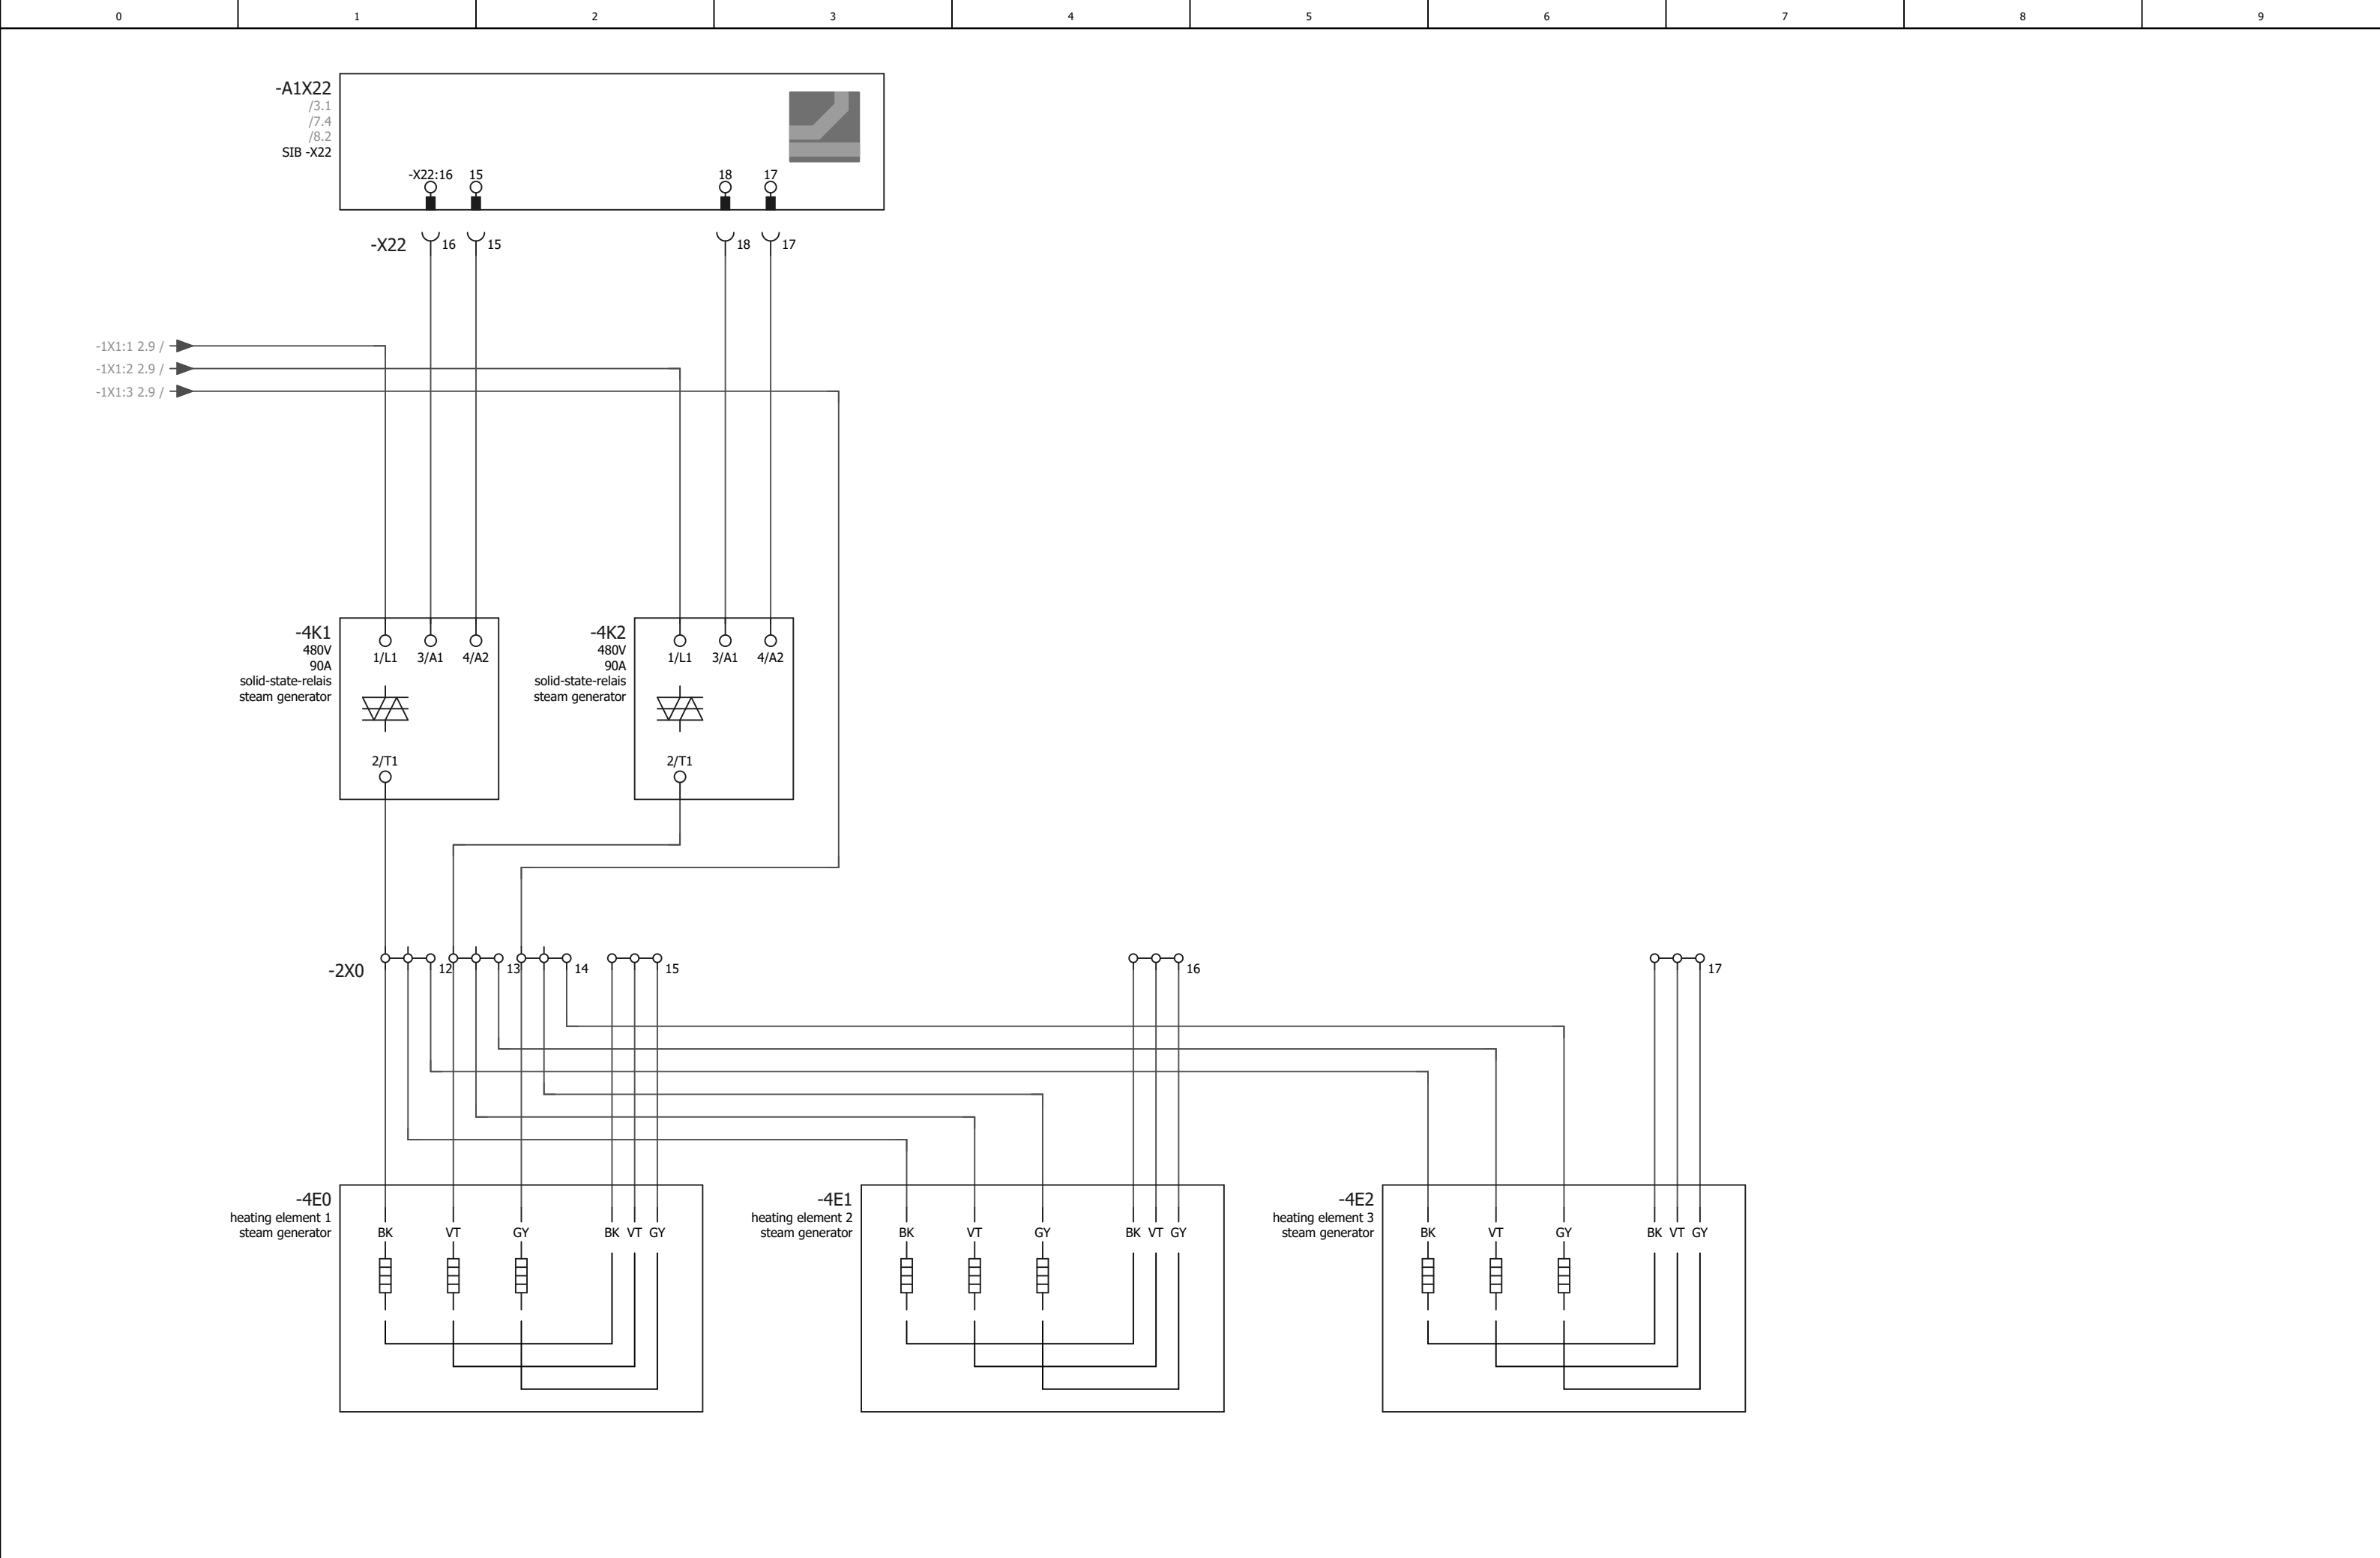 0 1 2 3 4 5 6 7 8 9
-A1X22
/3.1
/7.4
/8.2
SIB -X22
-X22:16 15 18 17
-X22 16 15 18 17
-1X1:1 2.9 /
-1X1:2 2.9 /
-1X1:3 2.9 /
-4K1
480V
90A
solid-state-relais
steam generator
1/L1 3/A1 4/A2
2/T1
-4K2
480V
90A
solid-state-relais
steam generator
1/L1 3/A1 4/A2
2/T1
-2X0 12 13 14 15 16 17
-4E0
heating element 1
steam generator
BK VT GY BK VT GY
-4E1
heating element 2
steam generator
BK VT GY BK VT GY
-4E2
heating element 3
steam generator
BK VT GY BK VT GY